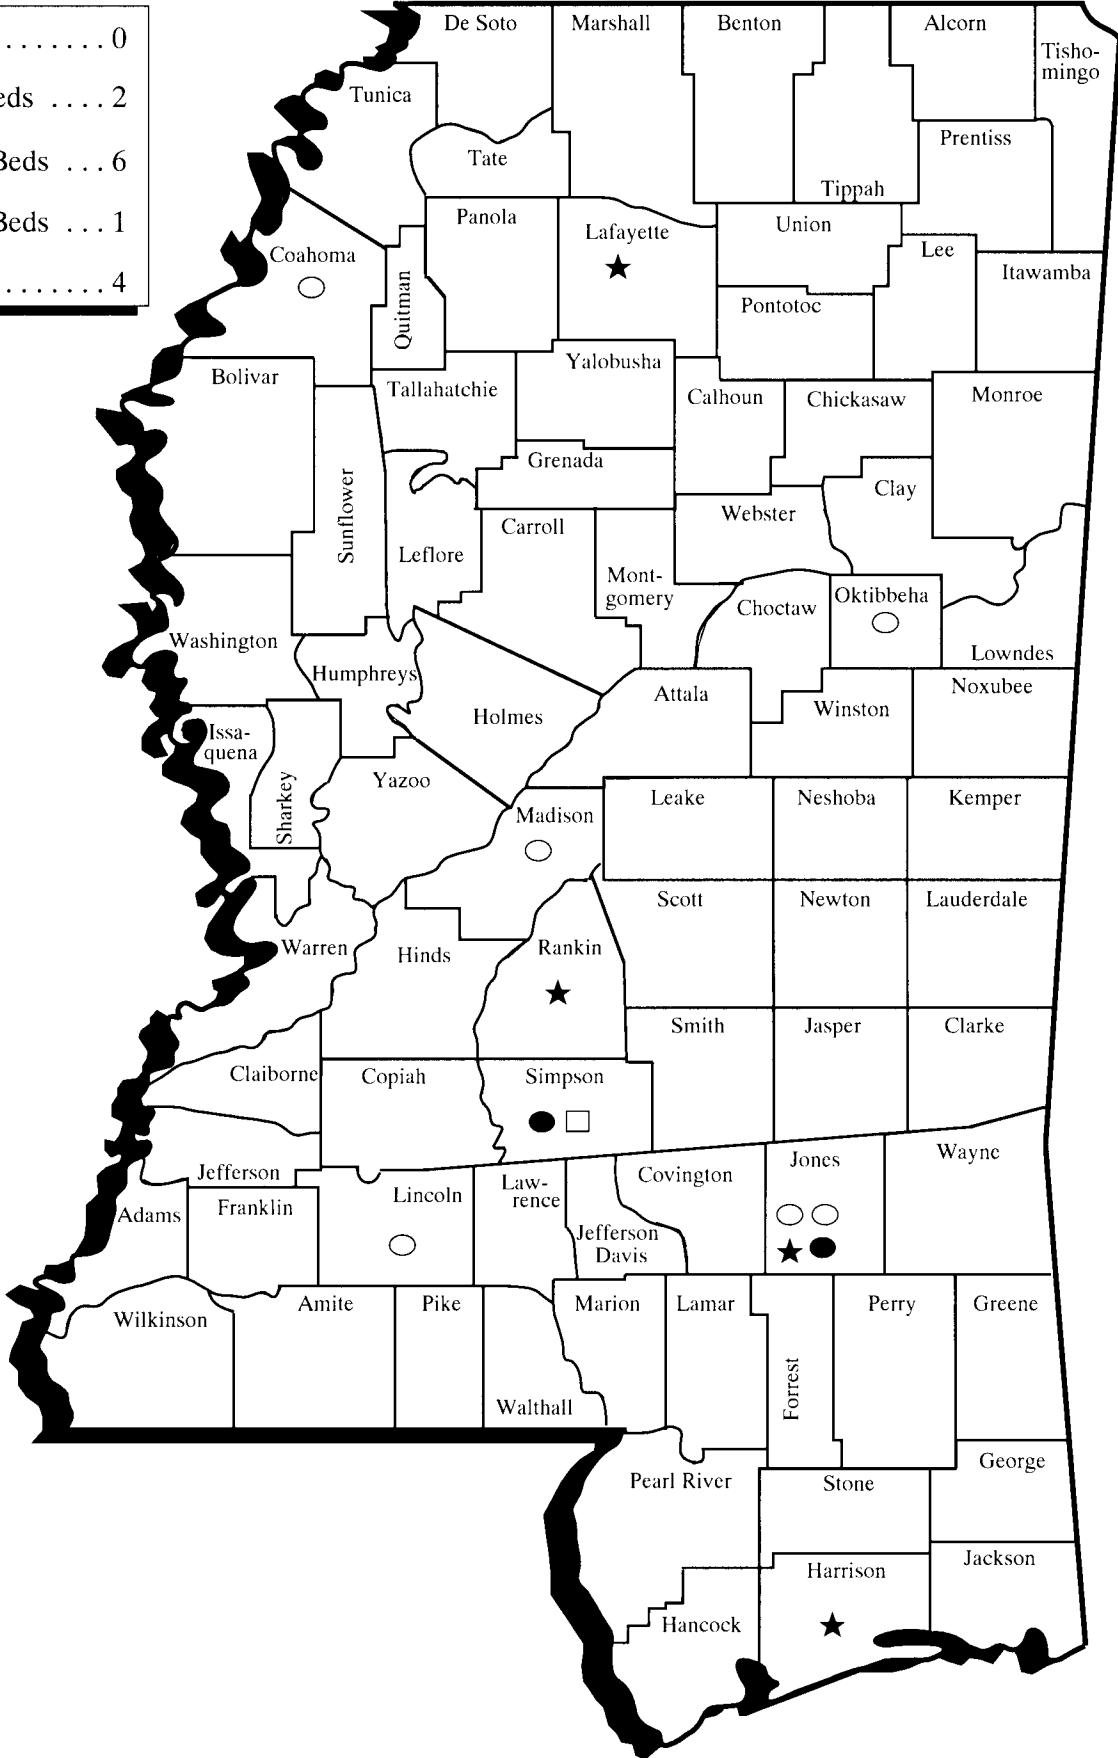 ........ 0
eds .... 2
Beds ... 6
Beds ... 1
........ 4
De Soto
Marshall
Benton
Alcorn
Tisho-
mingo
Tunica
Tate
Prentiss
Tippah
Panola
Lafayette
Union
Lee
Itawamba
Coahoma
Quitman
Pontotoc
Yalobusha
Bolivar
Tallahatchie
Calhoun
Chickasaw
Monroe
Grenada
Sunflower
Clay
Carroll
Webster
Leflore
Mont-
gomery
Choctaw
Oktibbeha
Washington
Lowndes
Humphreys
Holmes
Attala
Winston
Noxubee
Issa-
quena
Sharkey
Yazoo
Madison
Leake
Neshoba
Kemper
Scott
Newton
Lauderdale
Warren
Hinds
Rankin
Smith
Jasper
Clarke
Claiborne
Copiah
Simpson
Jefferson
Lincoln
Law-
rence
Covington
Jones
Wayne
Adams
Franklin
Jefferson
Davis
Wilkinson
Amite
Pike
Walthall
Marion
Lamar
Forrest
Perry
Greene
Pearl River
Stone
George
Hancock
Harrison
Jackson